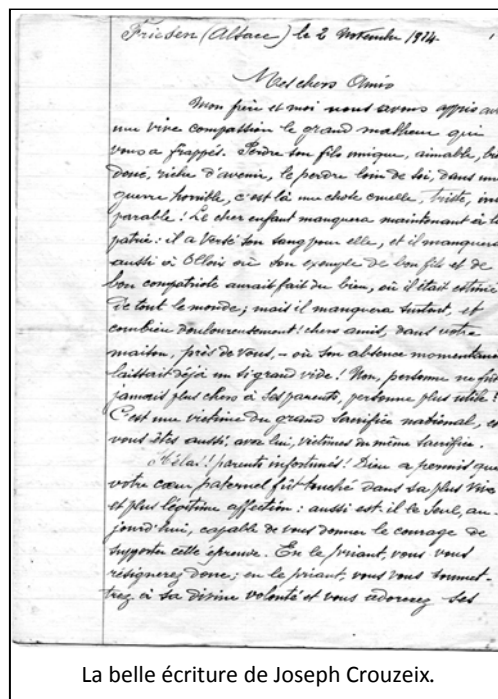 Friesen (Alsace) le 2 Novembre 1914.
Mes chers Amis
Mon frère et moi nous avons appris avec
une vive compassion le grand malheur qui
vous a frappés. Perdre son fils unique, aimable, bien
doué, riche d'avenir, le perdre loin de soi, dans une
guerre horrible, c'est là une chose cruelle, triste, irré
parable ! Le cher enfant manquera maintenant à la
patrie : il a versé son sang pour elle, et il manquera
aussi à Olloix où son exemple de bon fils et de
bon compatriote aurait fait du bien, où il était estimé
de tout le monde ; mais il manquera surtout, et
combien douloureusement ! chers amis, dans votre
maison, près de vous, – où son absence momentanée
laissait déjà un si grand vide ! Non, personne ne fut
jamais plus chers à ses parents, personne plus utile !
C'est une victime du grand sacrifice national, et
vous êtes aussi, avec lui, victimes du même sacrifice.
Hélas ! parents infortunés ! Dieu a permis que
votre cœur paternel fût touché dans sa plus vive
et plus légitime affection : aussi est-il le seul, au-
jourd'hui, capable de vous donner le courage de
supporter cette épreuve. En le priant, vous vous
résignerez donc ; en le priant, vous vous soumet-
trez à sa divine volonté et vous adorerez ses
La belle écriture de Joseph Crouzeix.